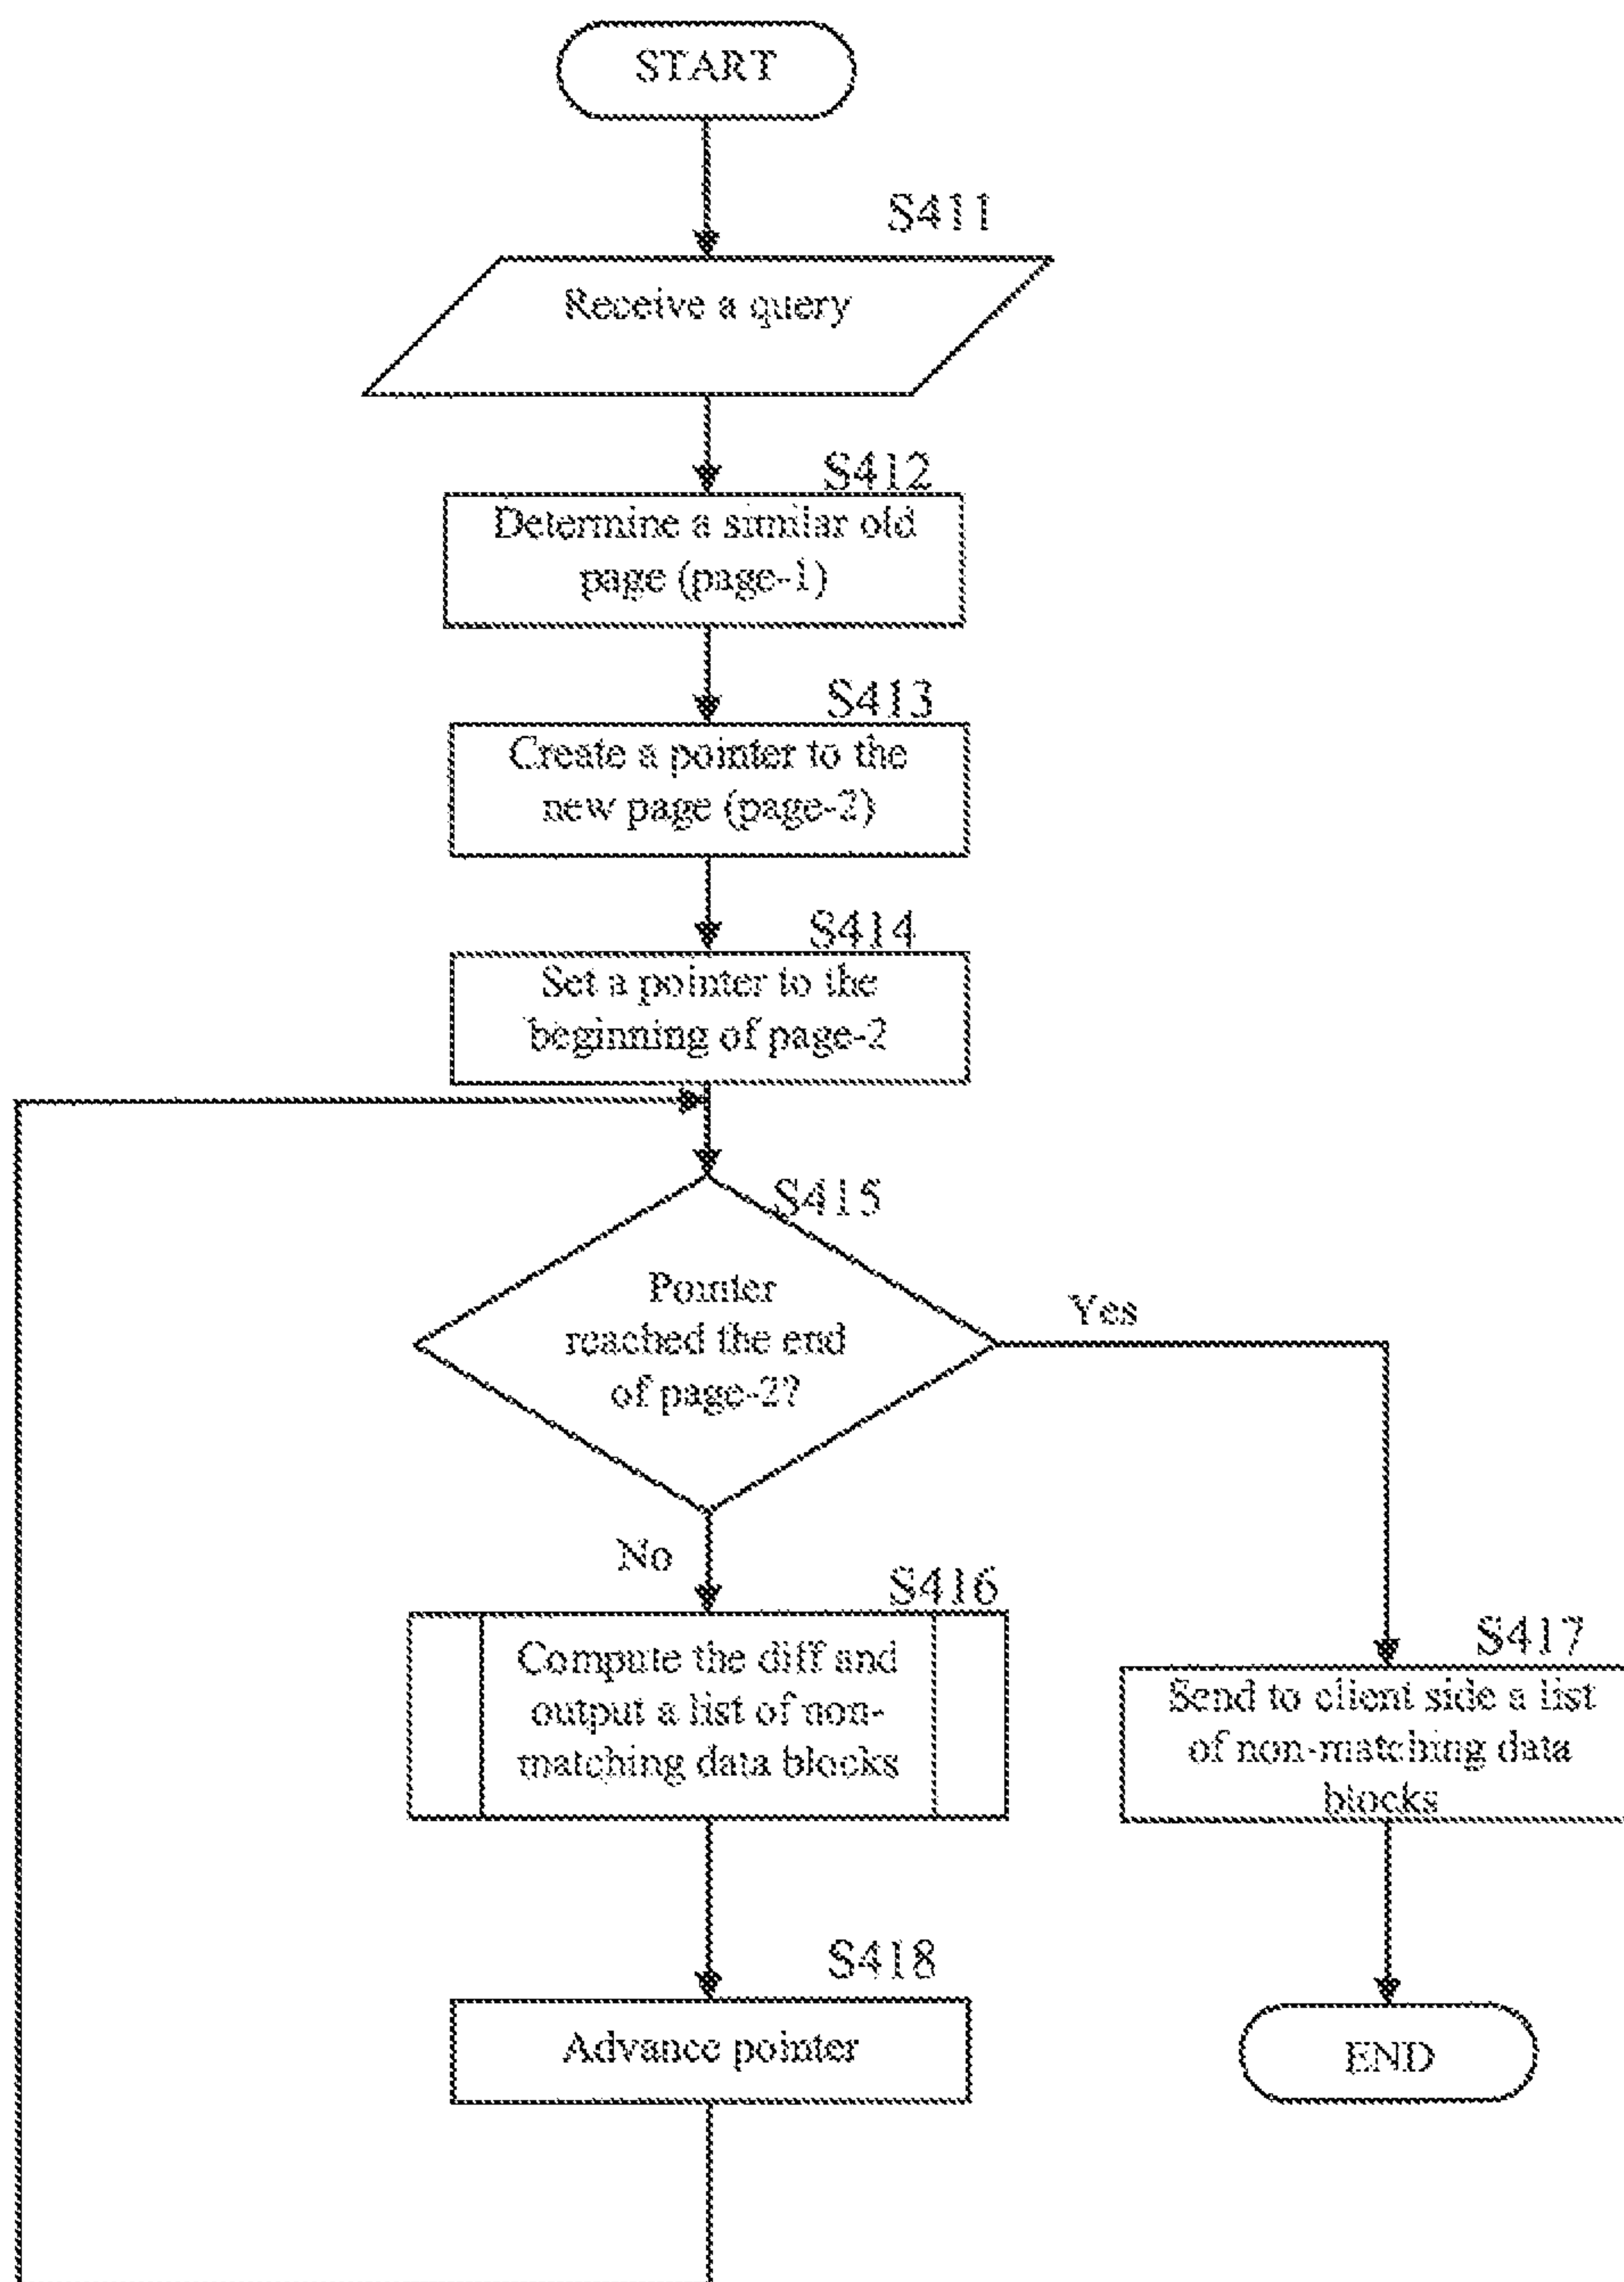 START
S411
Receive a query
S412
Determine a similar old
page (page-1)
S413
Create a pointer to the
new page (page-2)
S414
Set a pointer to the
beginning of page-2
S415
Pointer
reached the end
of page-2?
Yes
No
S416
Compute the diff and
output a list of non-
matching data blocks
S417
Send to client side a list
of non-matching data
blocks
S418
Advance pointer
END